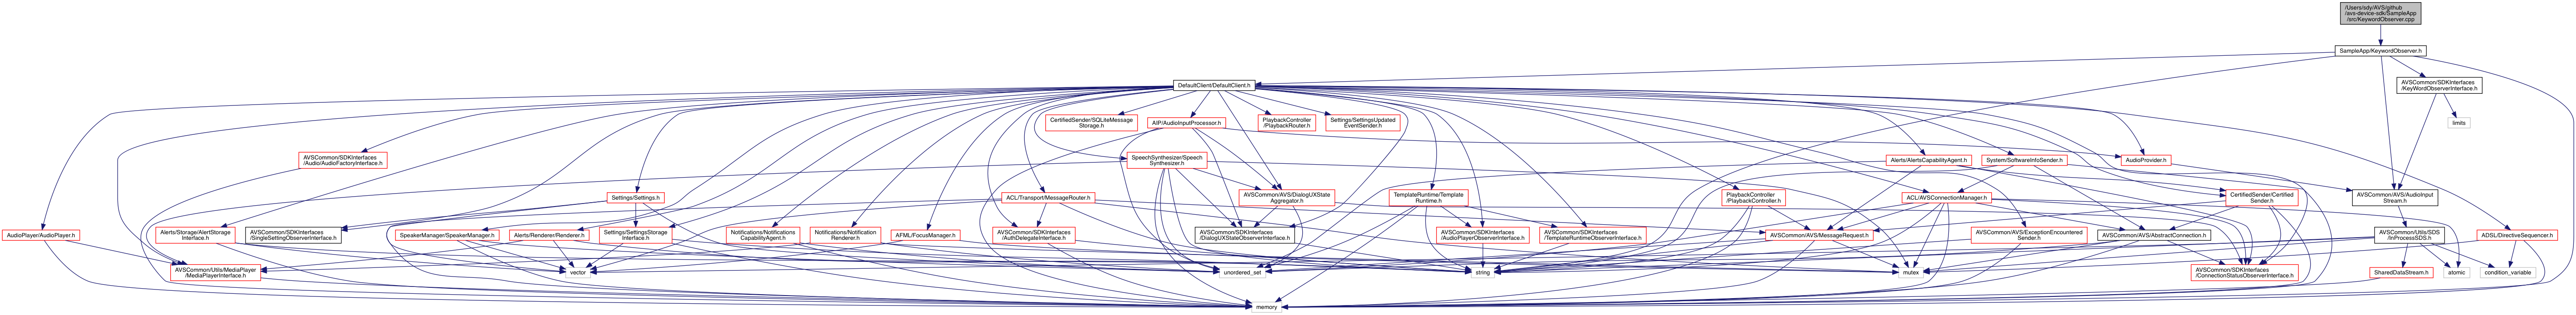 /Users/sdy/AVS/github
/avs-device-sdk/SampleApp
/src/KeywordObserver.cpp
SampleApp/KeywordObserver.h
DefaultClient/DefaultClient.h
AVSCommon/SDKInterfaces
/KeyWordObserverInterface.h
CertifiedSender/SQLiteMessage
Storage.h
AIP/AudioInputProcessor.h
PlaybackController
/PlaybackRouter.h
Settings/SettingsUpdated
EventSender.h
limits
AVSCommon/SDKInterfaces
/Audio/AudioFactoryInterface.h
SpeechSynthesizer/Speech
Synthesizer.h
Alerts/AlertsCapabilityAgent.h
System/SoftwareInfoSender.h
AudioProvider.h
Settings/Settings.h
ACL/Transport/MessageRouter.h
AVSCommon/AVS/DialogUXState
Aggregator.h
TemplateRuntime/Template
Runtime.h
PlaybackController
/PlaybackController.h
ACL/AVSConnectionManager.h
CertifiedSender/Certified
Sender.h
AVSCommon/AVS/AudioInput
Stream.h
AudioPlayer/AudioPlayer.h
Alerts/Storage/AlertStorage
Interface.h
AVSCommon/SDKInterfaces
/SingleSettingObserverInterface.h
SpeakerManager/SpeakerManager.h
Alerts/Renderer/Renderer.h
Settings/SettingsStorage
Interface.h
Notifications/Notifications
CapabilityAgent.h
Notifications/Notification
Renderer.h
AFML/FocusManager.h
AVSCommon/SDKInterfaces
/AuthDelegateInterface.h
AVSCommon/SDKInterfaces
/DialogUXStateObserverInterface.h
AVSCommon/SDKInterfaces
/AudioPlayerObserverInterface.h
AVSCommon/SDKInterfaces
/TemplateRuntimeObserverInterface.h
AVSCommon/AVS/MessageRequest.h
AVSCommon/AVS/ExceptionEncountered
Sender.h
AVSCommon/AVS/AbstractConnection.h
AVSCommon/Utils/SDS
/InProcessSDS.h
ADSL/DirectiveSequencer.h
AVSCommon/Utils/MediaPlayer
/MediaPlayerInterface.h
vector
unordered_set
string
mutex
AVSCommon/SDKInterfaces
/ConnectionStatusObserverInterface.h
SharedDataStream.h
atomic
condition_variable
memory